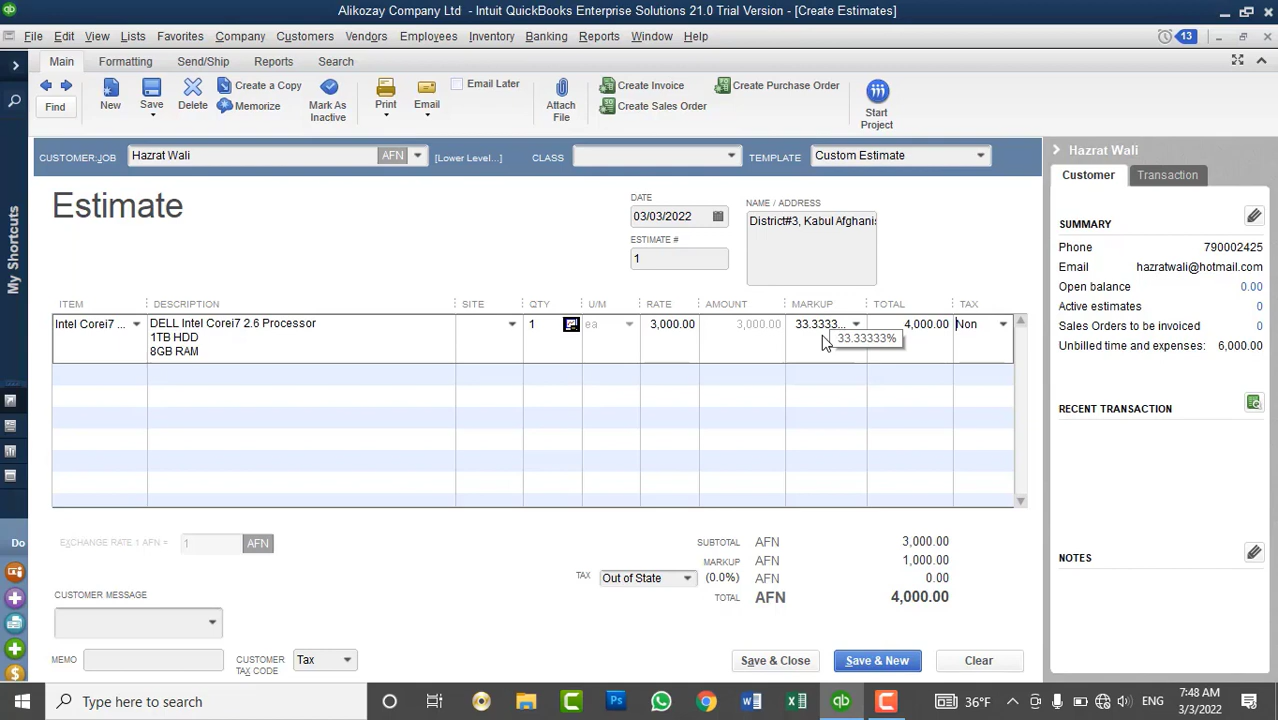 Alikozay Company Ltd - Intuit QuickBooks Enterprise Solutions 21.0 Trial Version - [Create Estimates]
File Edit View Lists Favorites Company Customers Vendors Employees Inventory Banking Reports Window Help 13
Main Formatting Send/Ship Reports Search
Find New Save Delete Create a Copy Memorize Mark As Inactive Print Email Email Later Attach File Create Invoice Create Sales Order Create Purchase Order Start Project
CUSTOMER:JOB Hazrat Wali AFN [Lower Level...] CLASS TEMPLATE Custom Estimate
Estimate
DATE
03/03/2022
ESTIMATE #
1
NAME / ADDRESS
District#3, Kabul Afghanis
ITEM DESCRIPTION SITE QTY U/M RATE AMOUNT MARKUP TOTAL TAX
Intel Corei7 ... DELL Intel Corei7 2.6 Processor 1 ea 3,000.00 3,000.00 33.3333... 4,000.00 Non
1TB HDD
33.33333%
8GB RAM
EXCHANGE RATE 1 AFN = 1 AFN
SUBTOTAL AFN 3,000.00
MARKUP AFN 1,000.00
TAX Out of State (0.0%) AFN 0.00
TOTAL AFN 4,000.00
CUSTOMER MESSAGE
MEMO
CUSTOMER TAX CODE Tax
Save & Close Save & New Clear
Hazrat Wali
Customer Transaction
SUMMARY
Phone 790002425
Email hazratwali@hotmail.com
Open balance 0.00
Active estimates 0
Sales Orders to be invoiced 0
Unbilled time and expenses: 6,000.00
RECENT TRANSACTION
NOTES
My Shortcuts
Do
Type here to search
36°F ENG
7:48 AM
3/3/2022